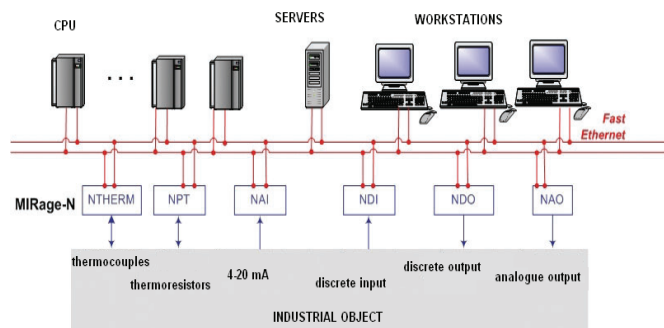 CPU
SERVERS
WORKSTATIONS
...
Fast
Ethernet
MIRage-N
NTHERM
NPT
NAI
NDI
NDO
NAO
thermocouples
thermoresistors
4-20 mA
discrete input
discrete output
analogue output
INDUSTRIAL OBJECT